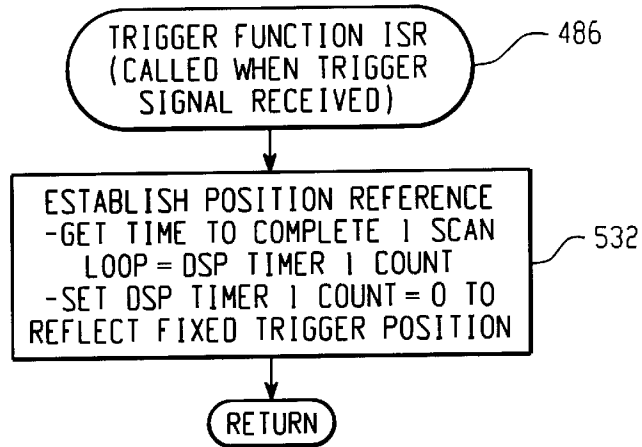 TRIGGER FUNCTION ISR
(CALLED WHEN TRIGGER
SIGNAL RECEIVED)
486
ESTABLISH POSITION REFERENCE
-GET TIME TO COMPLETE 1 SCAN
LOOP = DSP TIMER 1 COUNT
-SET DSP TIMER 1 COUNT = 0 TO
REFLECT FIXED TRIGGER POSITION
532
RETURN